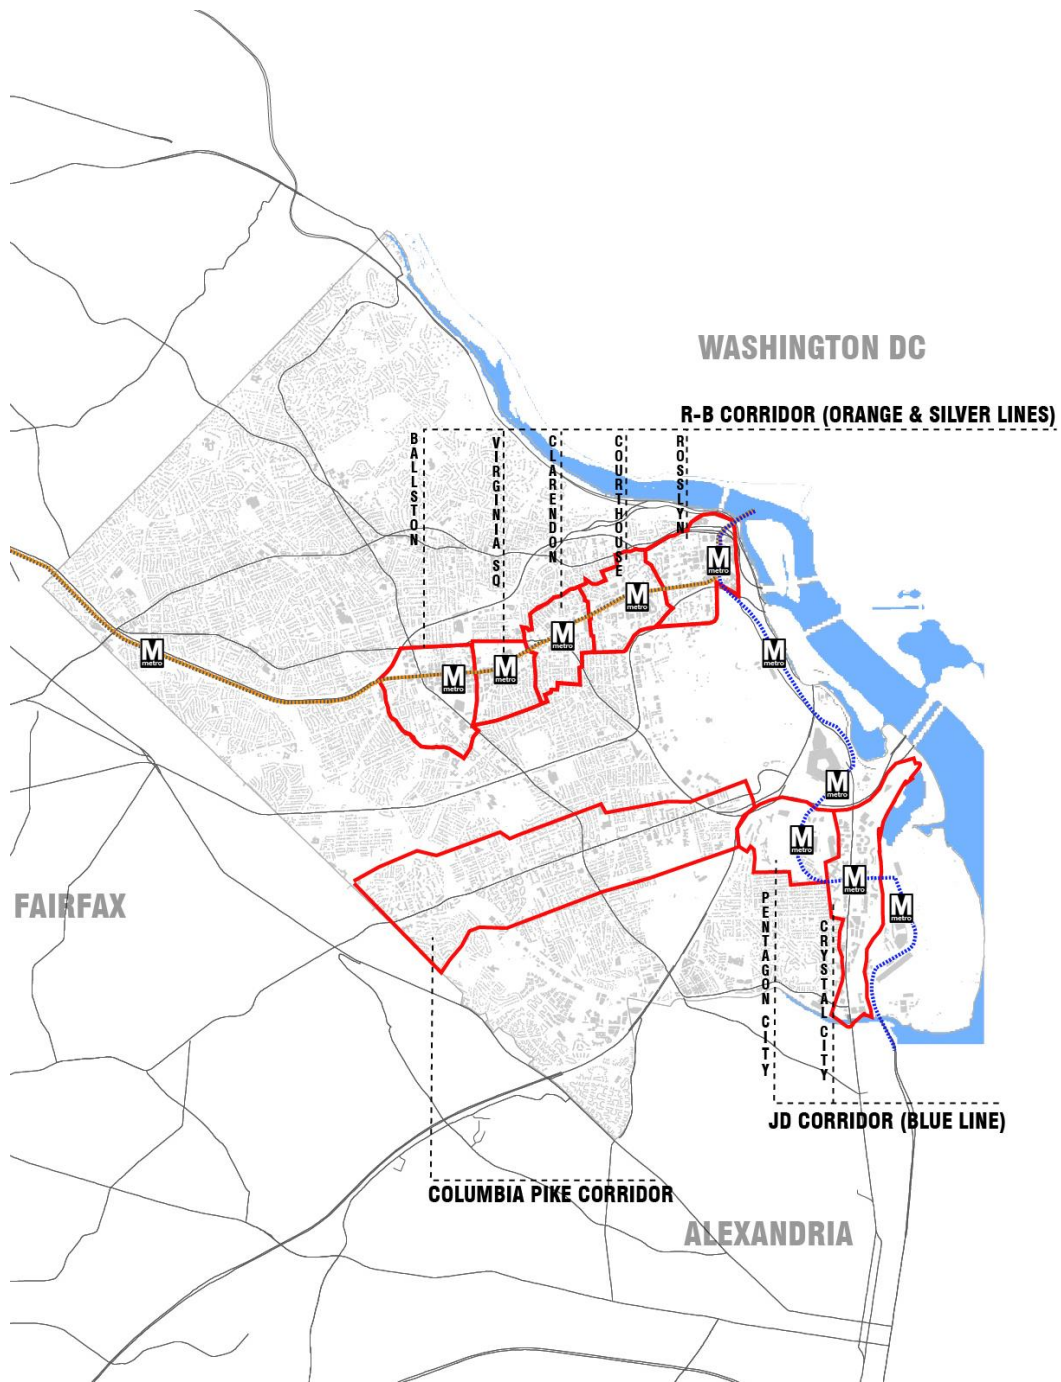 WASHINGTON DC
R-B CORRIDOR (ORANGE & SILVER LINES)
BALLSTON
VIRGINIA SQ
CLARENDON
COURTHOUSE
ROSSLYN
M
M
metro
M
metro
M
metro
M
metro
M
metro
M
metro
M
metro
M
metro
M
metro
M
metro
FAIRFAX
PENTAGON CITY
CRYSTAL CITY
JD CORRIDOR (BLUE LINE)
COLUMBIA PIKE CORRIDOR
ALEXANDRIA